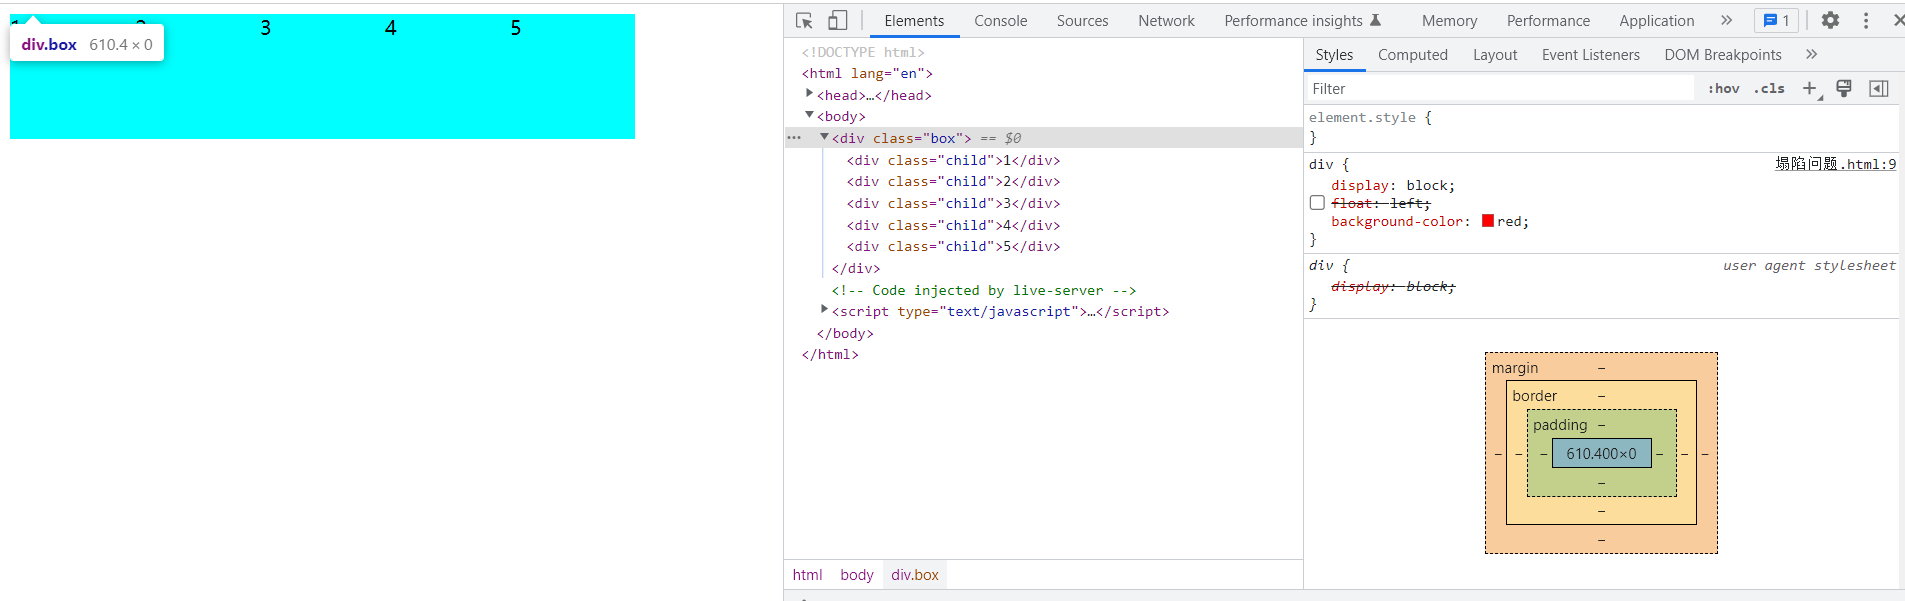 1 2 3 4 5
div.box 610.4 × 0
Elements Console Sources Network Performance insights Memory Performance Application » 1
<!DOCTYPE html>
<html lang="en">
<head>…</head>
<body>
<div class="box"> == $0
<div class="child">1</div>
<div class="child">2</div>
<div class="child">3</div>
<div class="child">4</div>
<div class="child">5</div>
</div>
<!-- Code injected by live-server -->
<script type="text/javascript">…</script>
</body>
</html>
html body div.box
Styles Computed Layout Event Listeners DOM Breakpoints »
Filter :hov .cls +
element.style {
}
div { 塌陷问题.html:9
display: block;
float: left;
background-color: red;
}
div { user agent stylesheet
display: block;
}
margin –
border –
padding –
– – – 610.400×0 – – –
–
–
–